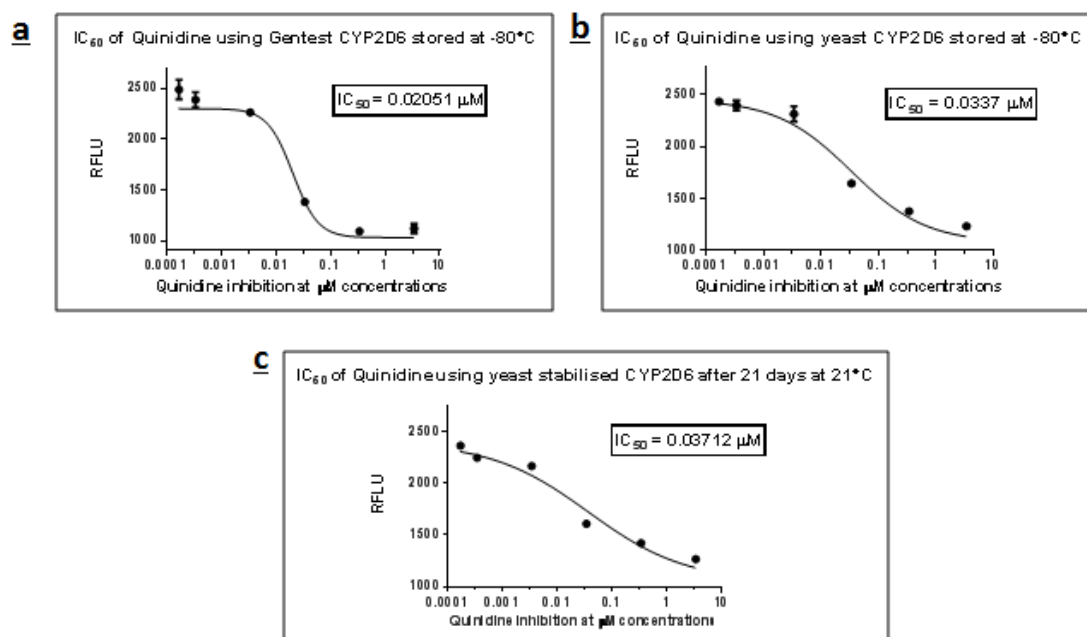 a
IC60 of Quinidine using Gentest CYP2D6 stored at -80°C
IC50 = 0.02051 µM
2500
2000
1500
1000
RFLU
0.0001 0.001 0.01 0.1 1 10
Quinidine inhibition at µM concentrations
b
IC60 of Quinidine using yeast CYP2D6 stored at -80°C
IC50 = 0.0337 µM
2500
2000
1500
1000
RFLU
0.0001 0.001 0.01 0.1 1 10
Quinidine inhibition at µM concentrations
c
IC60 of Quinidine using yeast stabilised CYP2D6 after 21 days at 21°C
IC50 = 0.03712 µM
2500
2000
1500
1000
RFLU
0.0001 0.001 0.01 0.1 1 10
Quinidine inhibition at µM concentrations